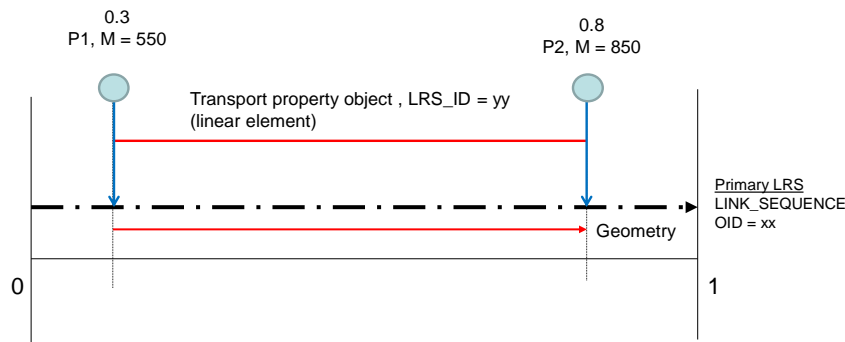 0.3
P1, M = 550
0.8
P2, M = 850
Transport property object , LRS_ID = yy
(linear element)
Primary LRS
LINK_SEQUENCE
OID = xx
Geometry
0
1